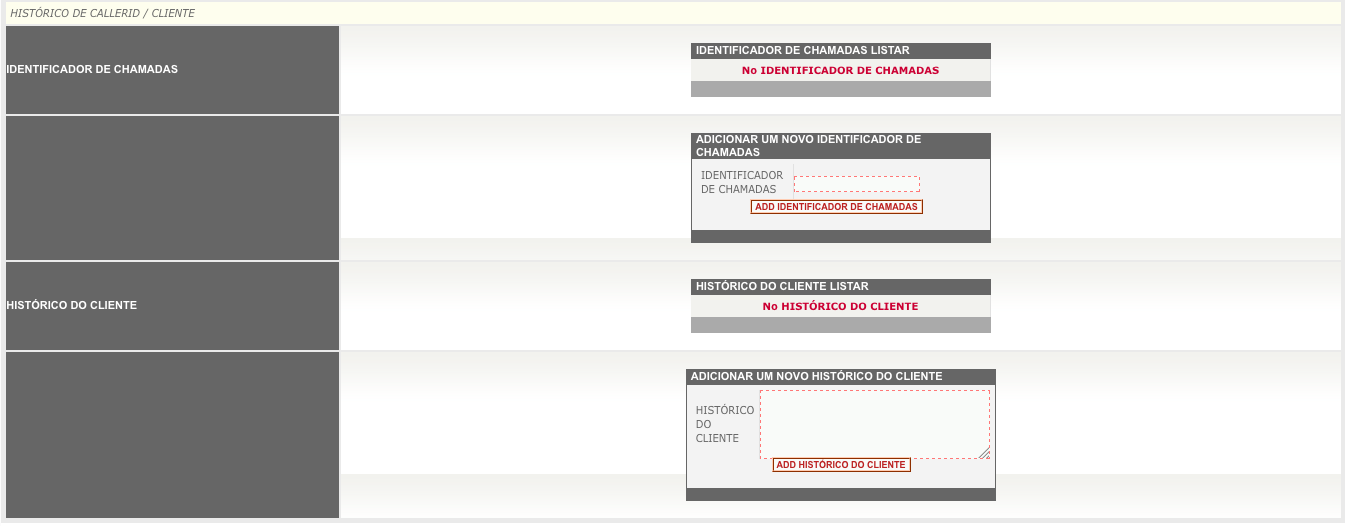 HISTÓRICO DE CALLERID / CLIENTE
IDENTIFICADOR DE CHAMADAS
IDENTIFICADOR DE CHAMADAS LISTAR
No IDENTIFICADOR DE CHAMADAS
ADICIONAR UM NOVO IDENTIFICADOR DE
CHAMADAS
IDENTIFICADOR
DE CHAMADAS
ADD IDENTIFICADOR DE CHAMADAS
HISTÓRICO DO CLIENTE
HISTÓRICO DO CLIENTE LISTAR
No HISTÓRICO DO CLIENTE
ADICIONAR UM NOVO HISTÓRICO DO CLIENTE
HISTÓRICO
DO
CLIENTE
ADD HISTÓRICO DO CLIENTE